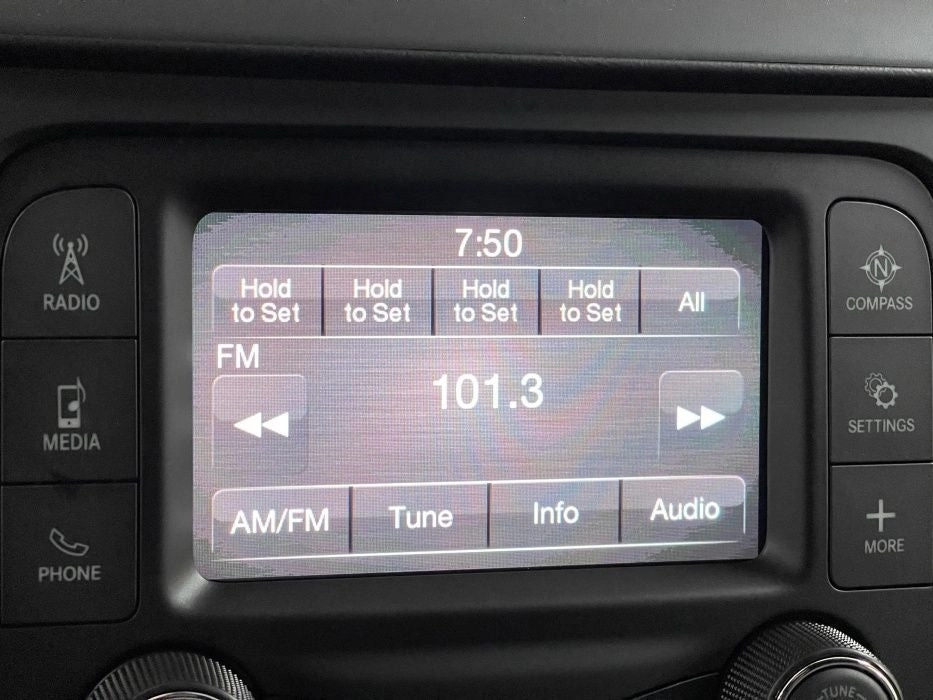 7:50
Hold
to Set
Hold
to Set
Hold
to Set
Hold
to Set
All
FM
101.3
AM/FM
Tune
Info
Audio
RADIO
MEDIA
PHONE
N
COMPASS
SETTINGS
+
MORE
TUNE